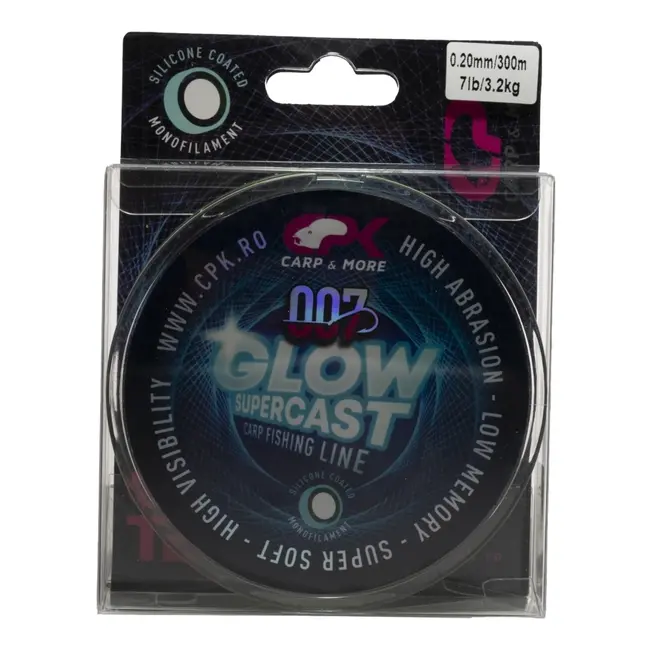 SILICONE COATED
MONOFILAMENT
0.20mm/300m
7lb/3.2kg
CPK
CARP & MORE
007
GLOW
SUPERCAST
CARP FISHING LINE
SILICONE COATED
MONOFILAMENT
WWW.CPK.RO
HIGH ABRASION - LOW MEMORY - SUPER SOFT - HIGH VISIBILITY